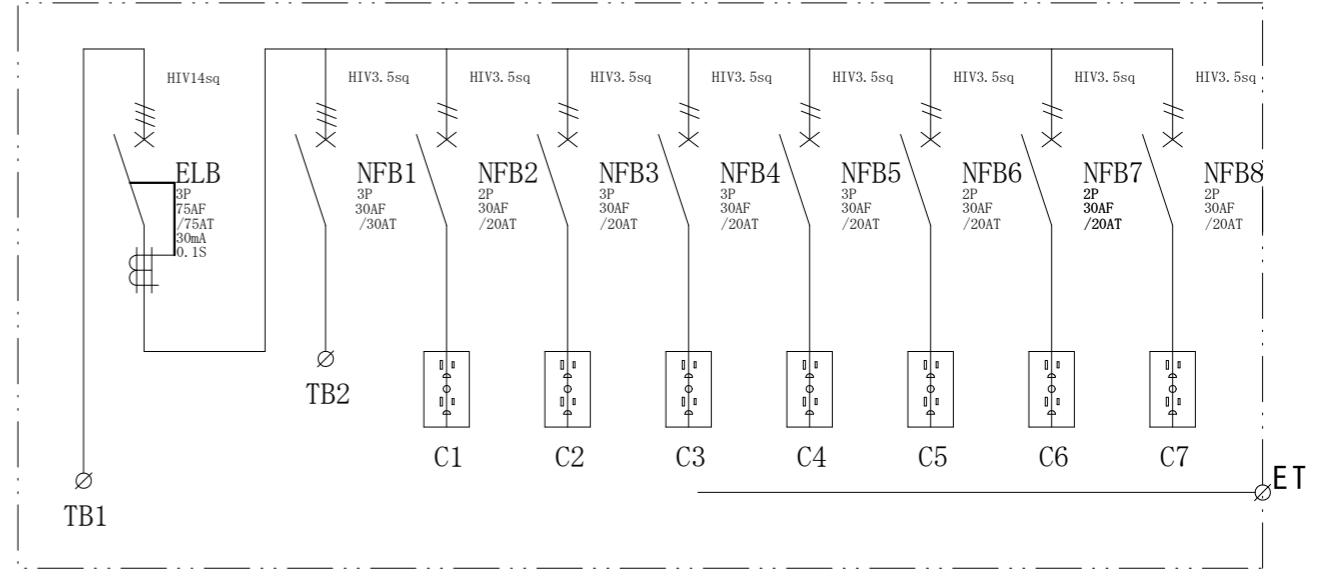 HIV14sq
HIV3.5sq
HIV3.5sq
HIV3.5sq
HIV3.5sq
HIV3.5sq
HIV3.5sq
HIV3.5sq
HIV3.5sq
ELB
3P
75AF
/75AT
30mA
0.1S
NFB1
3P
30AF
/30AT
NFB2
2P
30AF
/20AT
NFB3
3P
30AF
/20AT
NFB4
3P
30AF
/20AT
NFB5
3P
30AF
/20AT
NFB6
2P
30AF
/20AT
NFB7
2P
30AF
/20AT
NFB8
2P
30AF
/20AT
TB2
C1
C2
C3
C4
C5
C6
C7
ET
TB1